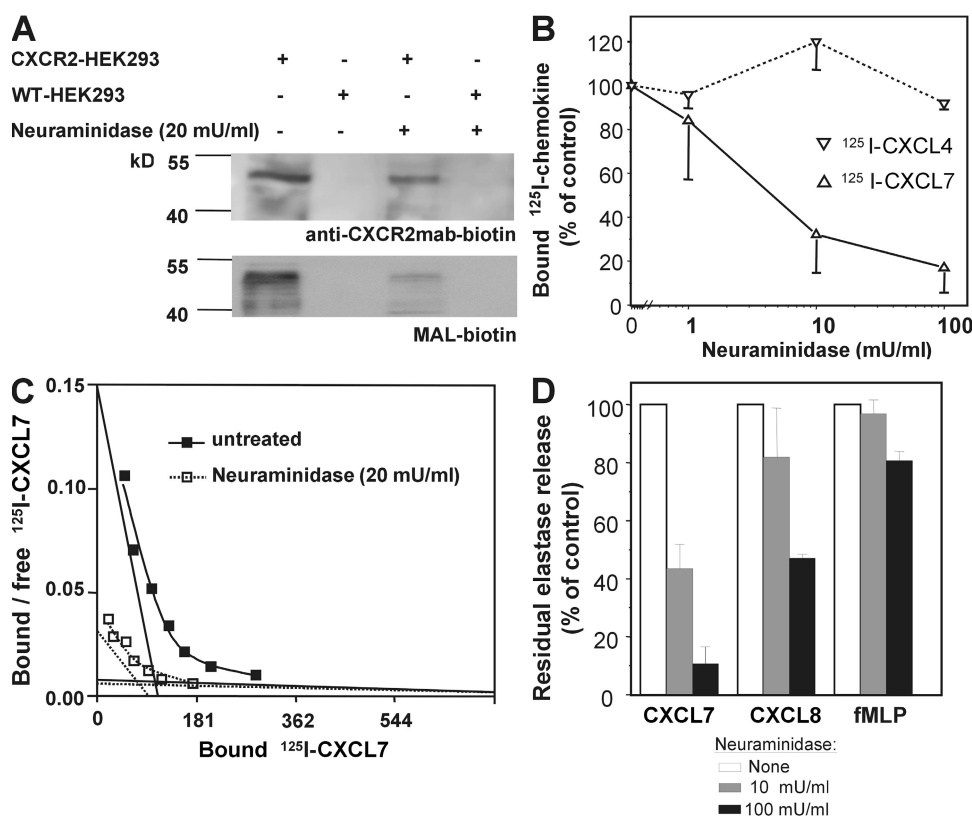 A
CXCR2-HEK293 + - + -
WT-HEK293 - + - +
Neuraminidase (20 mU/ml) - - + +
kD 55
40
anti-CXCR2mab-biotin
55
40
MAL-biotin
B
Bound ¹²⁵I-chemokine
(% of control)
120
100
80
60
40
20
0
¹²⁵I-CXCL4
¹²⁵I-CXCL7
0 1 10 100
Neuraminidase (mU/ml)
C
Bound / free ¹²⁵I-CXCL7
0.15
0.10
0.05
0.00
untreated
Neuraminidase (20 mU/ml)
0 181 362 544
Bound ¹²⁵I-CXCL7
D
Residual elastase release
(% of control)
100
80
60
40
20
0
CXCL7 CXCL8 fMLP
Neuraminidase:
None
10 mU/ml
100 mU/ml